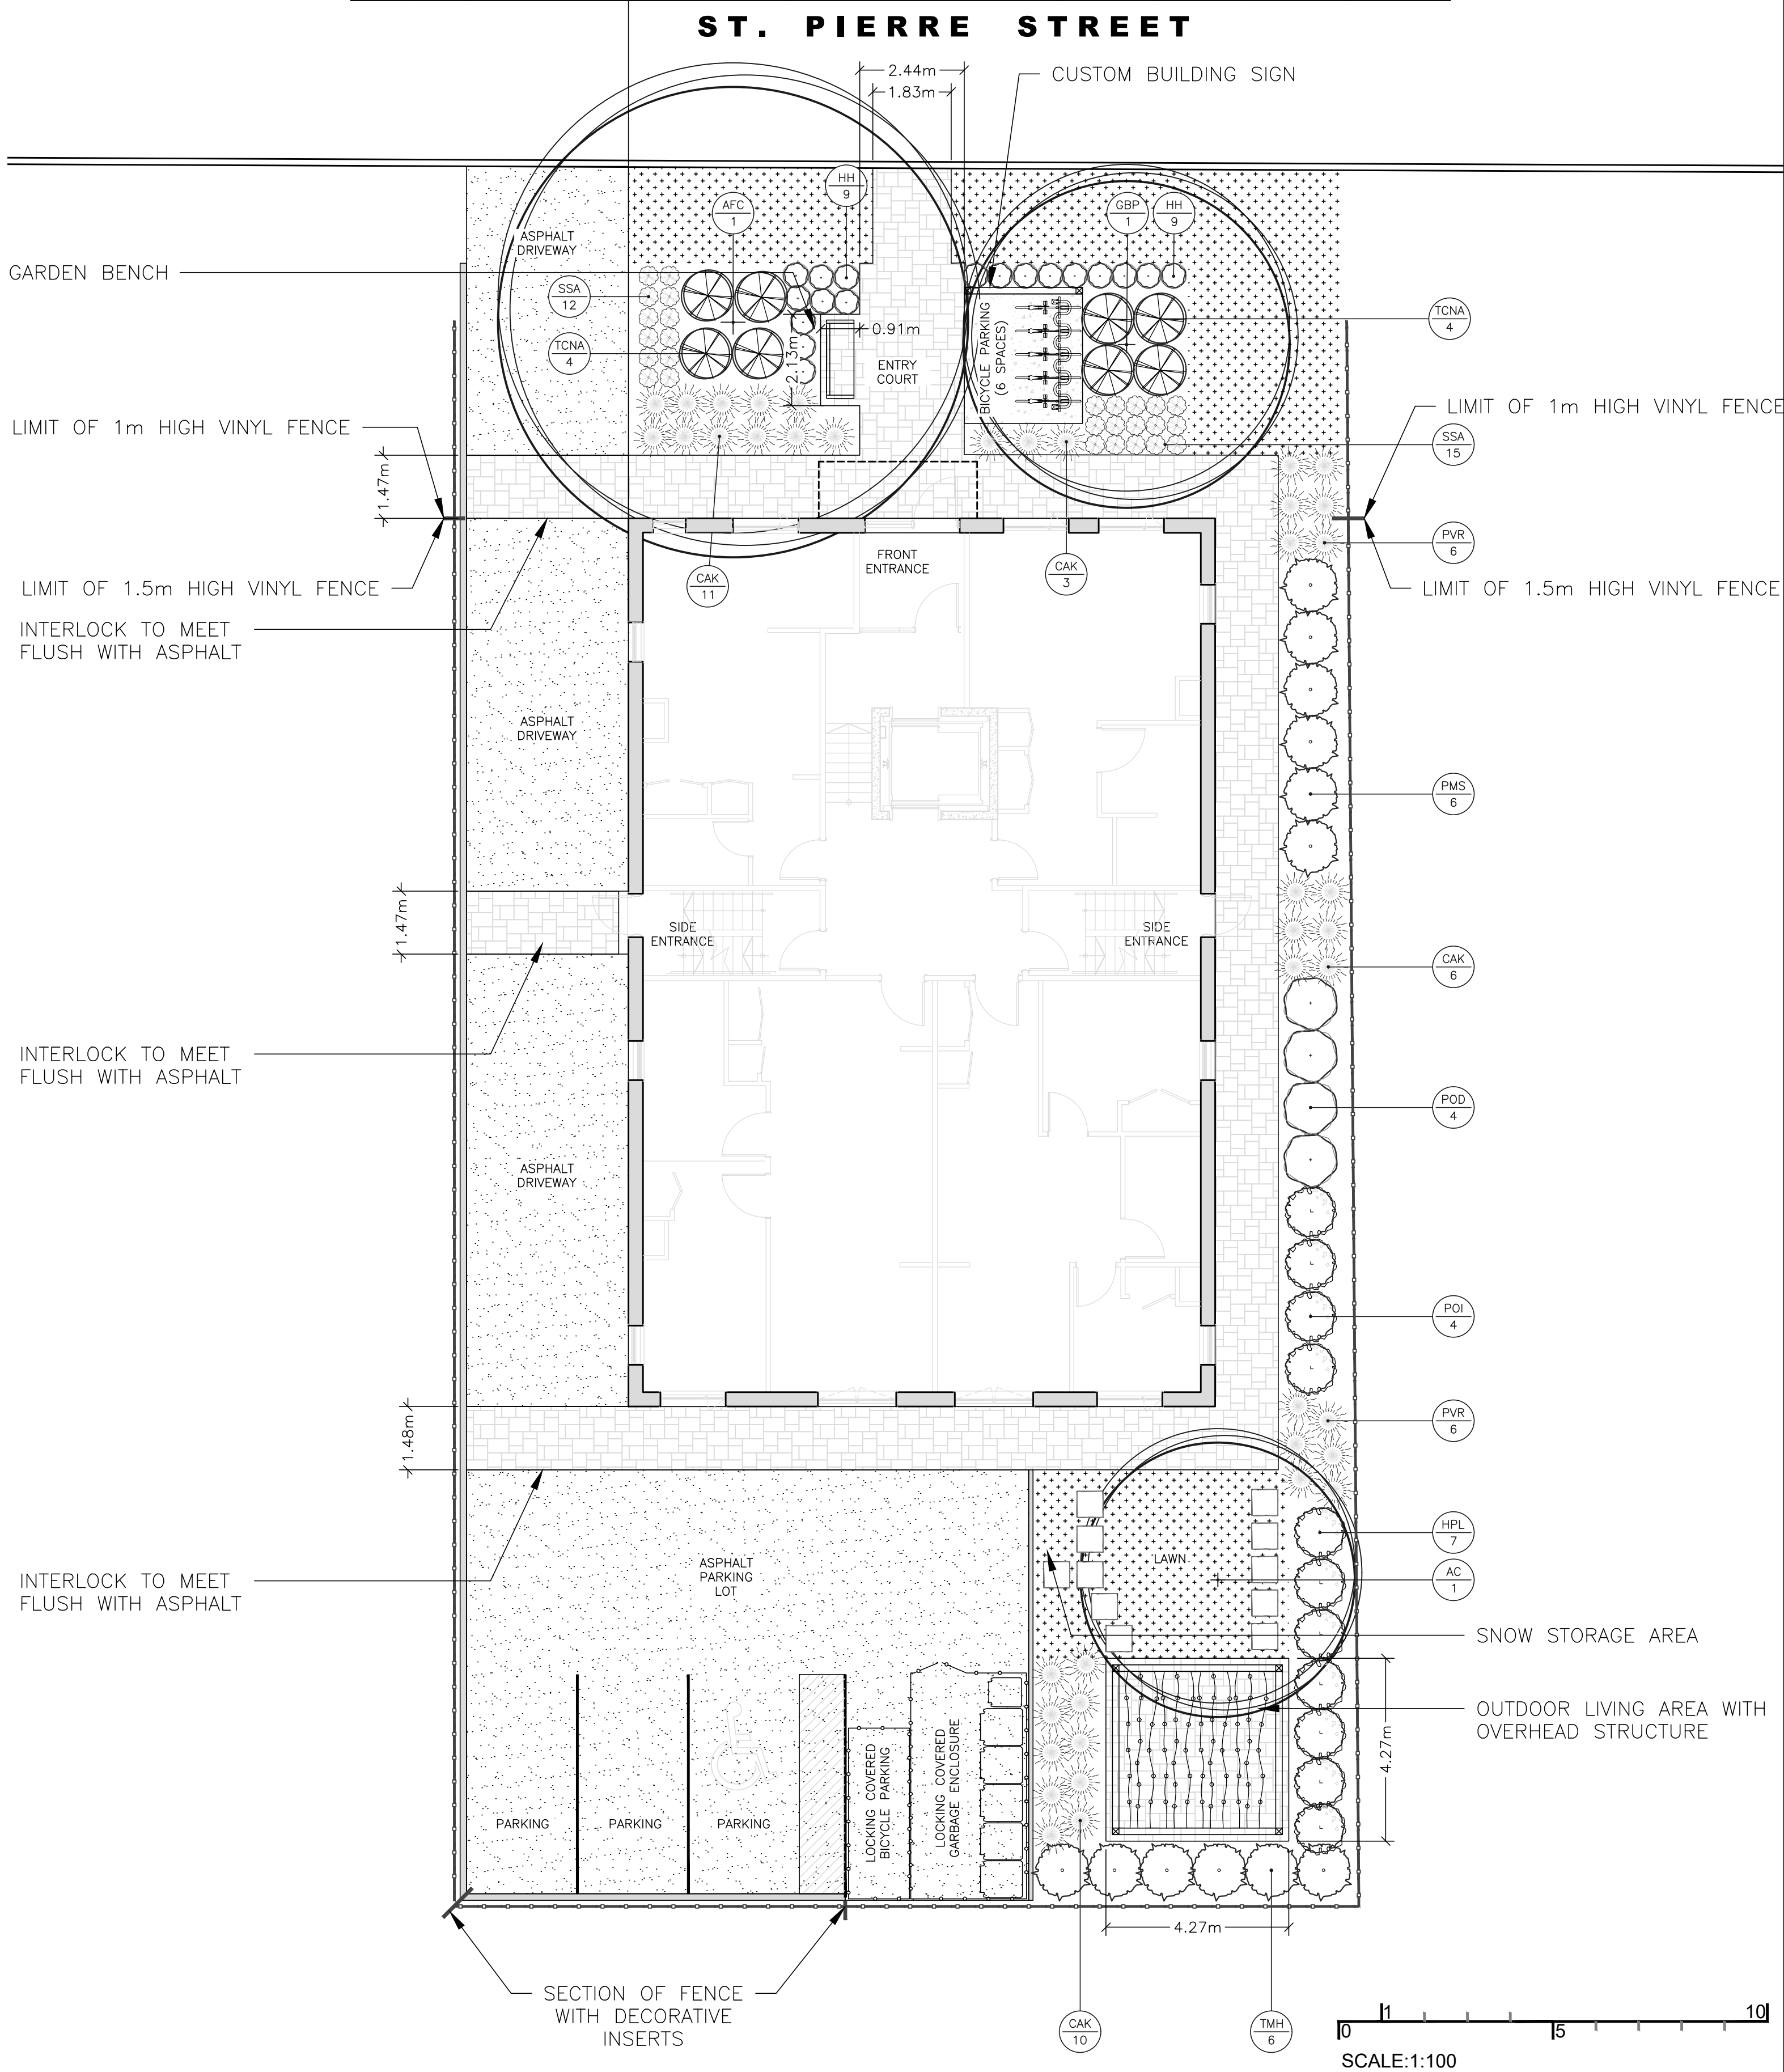 ST. PIERRE STREET
2.44m
1.83m
CUSTOM BUILDING SIGN
HH
9
AFC
1
GBP
1
HH
9
ASPHALT
DRIVEWAY
GARDEN BENCH
SSA
12
TCNA
4
0.91m
2.13m
ENTRY
COURT
BICYCLE PARKING
(6 SPACES)
TCNA
4
LIMIT OF 1m HIGH VINYL FENCE
LIMIT OF 1m HIGH VINYL FENCE
SSA
15
1.47m
PVR
6
FRONT
ENTRANCE
CAK
11
CAK
3
LIMIT OF 1.5m HIGH VINYL FENCE
LIMIT OF 1.5m HIGH VINYL FENCE
INTERLOCK TO MEET
FLUSH WITH ASPHALT
ASPHALT
DRIVEWAY
PMS
6
1.47m
SIDE
ENTRANCE
SIDE
ENTRANCE
CAK
6
INTERLOCK TO MEET
FLUSH WITH ASPHALT
POD
4
ASPHALT
DRIVEWAY
POI
4
1.48m
PVR
6
HPL
7
ASPHALT
PARKING
LOT
LAWN
AC
1
INTERLOCK TO MEET
FLUSH WITH ASPHALT
SNOW STORAGE AREA
OUTDOOR LIVING AREA WITH
OVERHEAD STRUCTURE
4.27m
PARKING
PARKING
PARKING
LOCKING COVERED
BICYCLE PARKING
LOCKING COVERED
GARBAGE ENCLOSURE
4.27m
SECTION OF FENCE
WITH DECORATIVE
INSERTS
CAK
10
TMH
6
0 1 5 10
SCALE:1:100